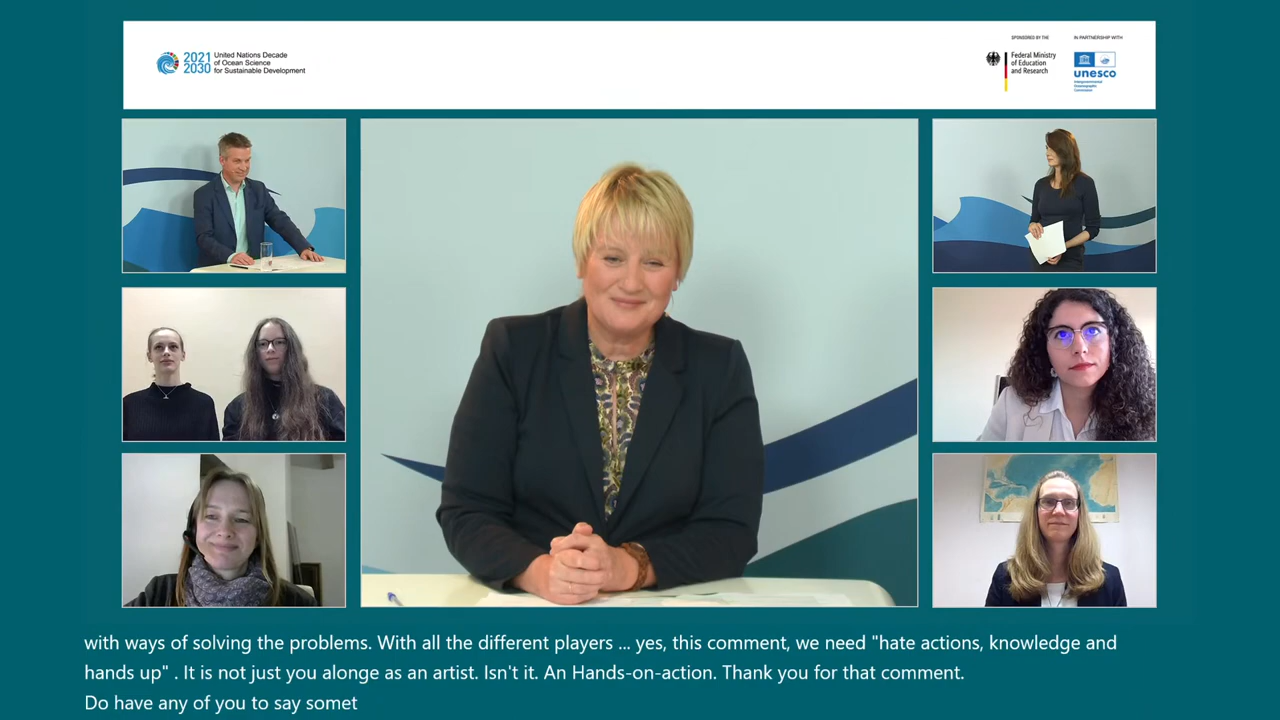 2021
2030
United Nations Decade
of Ocean Science
for Sustainable Development
SPONSORED BY THE
Federal Ministry
of Education
and Research
IN PARTNERSHIP WITH
unesco
Intergovernmental
Oceanographic
Commission
with ways of solving the problems. With all the different players ... yes, this comment, we need "hate actions, knowledge and
hands up" . It is not just you alonge as an artist. Isn't it. An Hands-on-action. Thank you for that comment.
Do have any of you to say somet